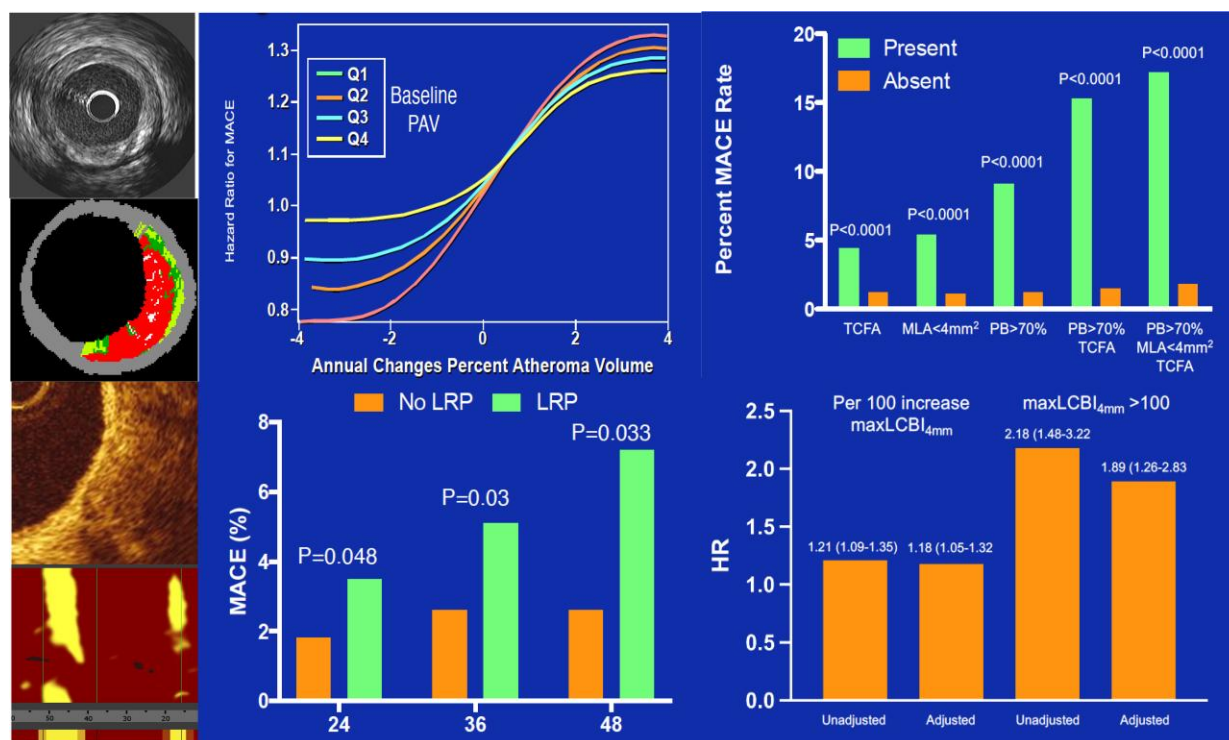 1.3
1.2
1.1
1.0
0.9
0.8
Hazard Ratio for MACE
Q1
Q2
Q3
Q4
Baseline
PAV
-4
-2
0
2
4
Annual Changes Percent Atheroma Volume
20
15
10
5
0
Percent MACE Rate
Present
Absent
P<0.0001
P<0.0001
P<0.0001
P<0.0001
P<0.0001
TCFA
MLA<4mm²
PB>70%
PB>70%
TCFA
PB>70%
MLA<4mm²
TCFA
No LRP
LRP
8
6
4
2
0
MACE (%)
P=0.048
P=0.03
P=0.033
24
36
48
2.5
2.0
1.5
1.0
0.5
0.0
HR
Per 100 increase
maxLCBI4mm
maxLCBI4mm >100
1.21 (1.09-1.35)
1.18 (1.05-1.32
2.18 (1.48-3.22
1.89 (1.26-2.83
Unadjusted
Adjusted
Unadjusted
Adjusted
50
40
30
20